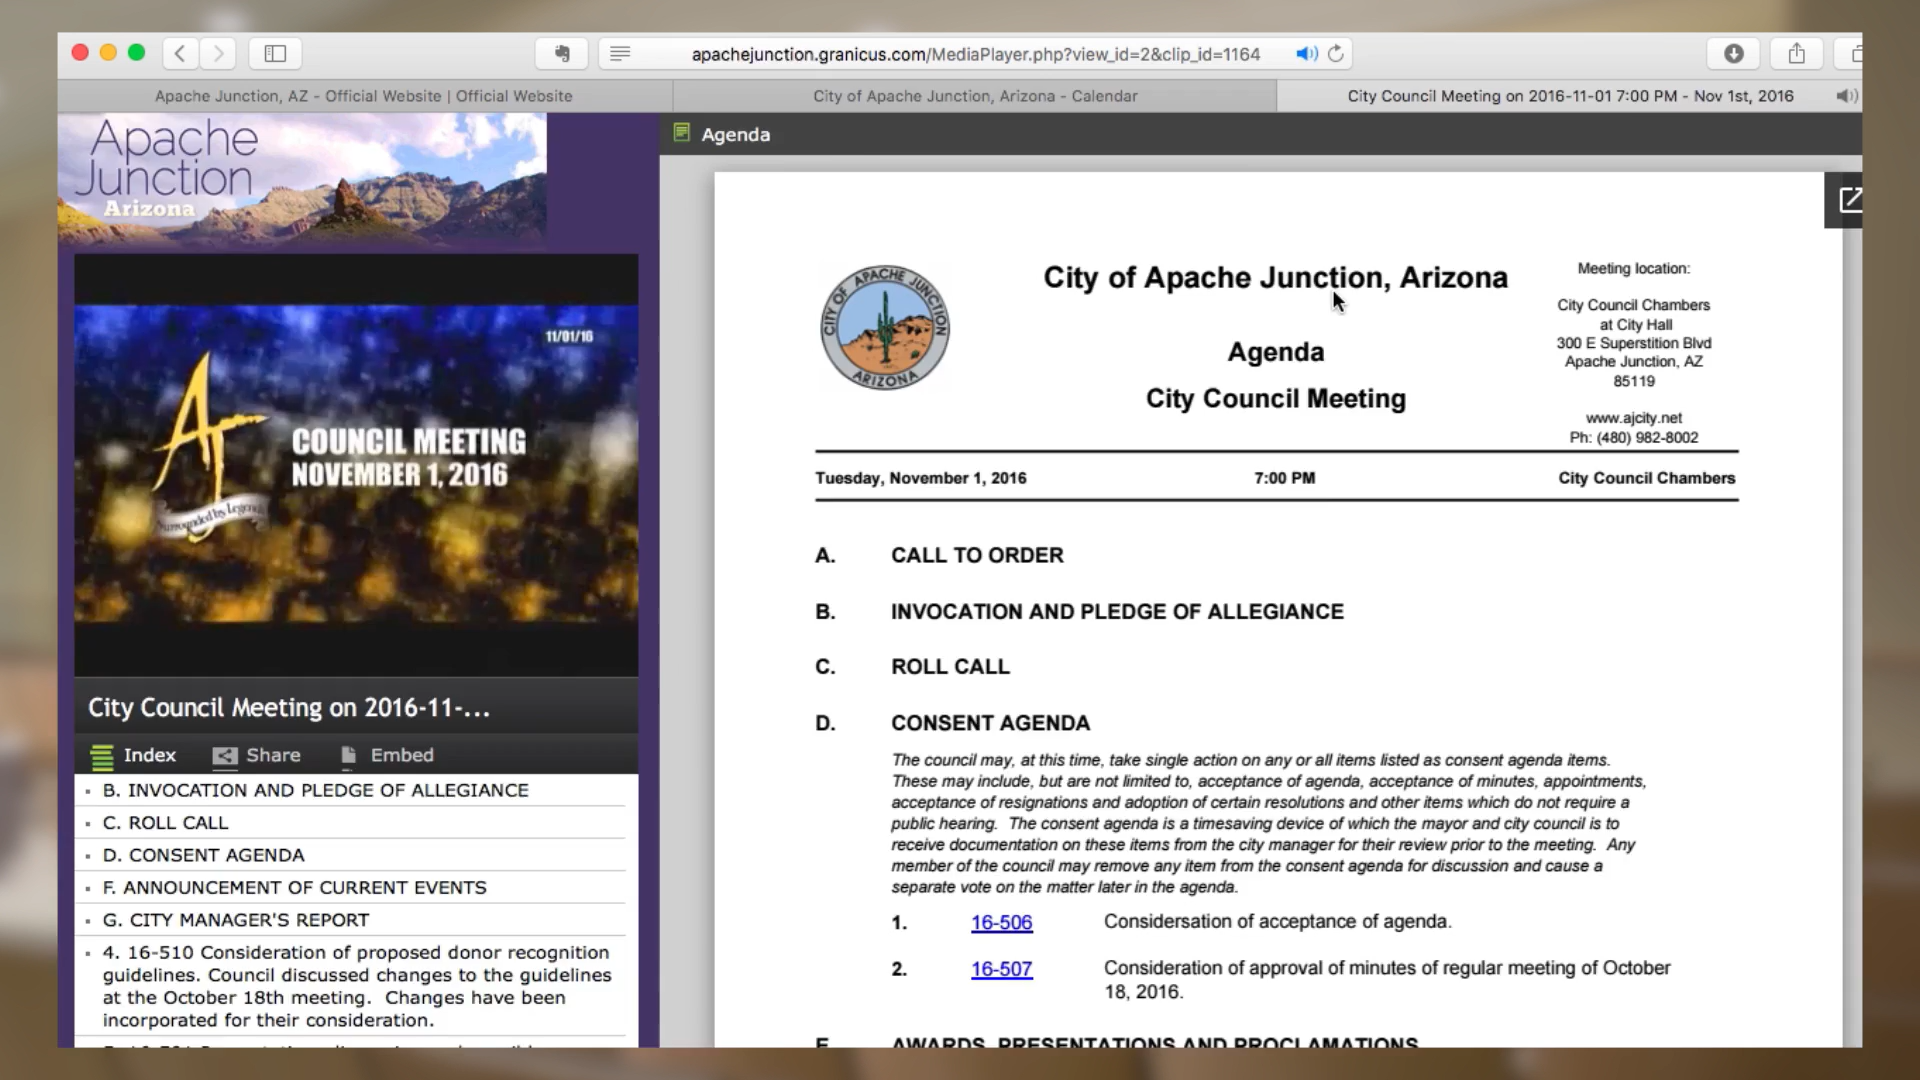 apachejunction.granicus.com/MediaPlayer.php?view_id=2&clip_id=1164
Apache Junction, AZ - Official Website | Official Website
City of Apache Junction, Arizona - Calendar
City Council Meeting on 2016-11-01 7:00 PM - Nov 1st, 2016
Apache
Junction
Arizona
11/01/16
AJ
COUNCIL MEETING
NOVEMBER 1, 2016
Surrounded by Legends
City Council Meeting on 2016-11-...
Index
Share
Embed
B. INVOCATION AND PLEDGE OF ALLEGIANCE
C. ROLL CALL
D. CONSENT AGENDA
F. ANNOUNCEMENT OF CURRENT EVENTS
G. CITY MANAGER'S REPORT
4. 16-510 Consideration of proposed donor recognition
guidelines. Council discussed changes to the guidelines
at the October 18th meeting. Changes have been
incorporated for their consideration.
Agenda
CITY OF APACHE JUNCTION
ARIZONA
City of Apache Junction, Arizona
Agenda
City Council Meeting
Meeting location:
City Council Chambers
at City Hall
300 E Superstition Blvd
Apache Junction, AZ
85119
www.ajcity.net
Ph: (480) 982-8002
Tuesday, November 1, 2016
7:00 PM
City Council Chambers
A. CALL TO ORDER
B. INVOCATION AND PLEDGE OF ALLEGIANCE
C. ROLL CALL
D. CONSENT AGENDA
The council may, at this time, take single action on any or all items listed as consent agenda items.
These may include, but are not limited to, acceptance of agenda, acceptance of minutes, appointments,
acceptance of resignations and adoption of certain resolutions and other items which do not require a
public hearing. The consent agenda is a timesaving device of which the mayor and city council is to
receive documentation on these items from the city manager for their review prior to the meeting. Any
member of the council may remove any item from the consent agenda for discussion and cause a
separate vote on the matter later in the agenda.
1. 16-506 Considersation of acceptance of agenda.
2. 16-507 Consideration of approval of minutes of regular meeting of October
18, 2016.
E. AWARDS, PRESENTATIONS AND PROCLAMATIONS